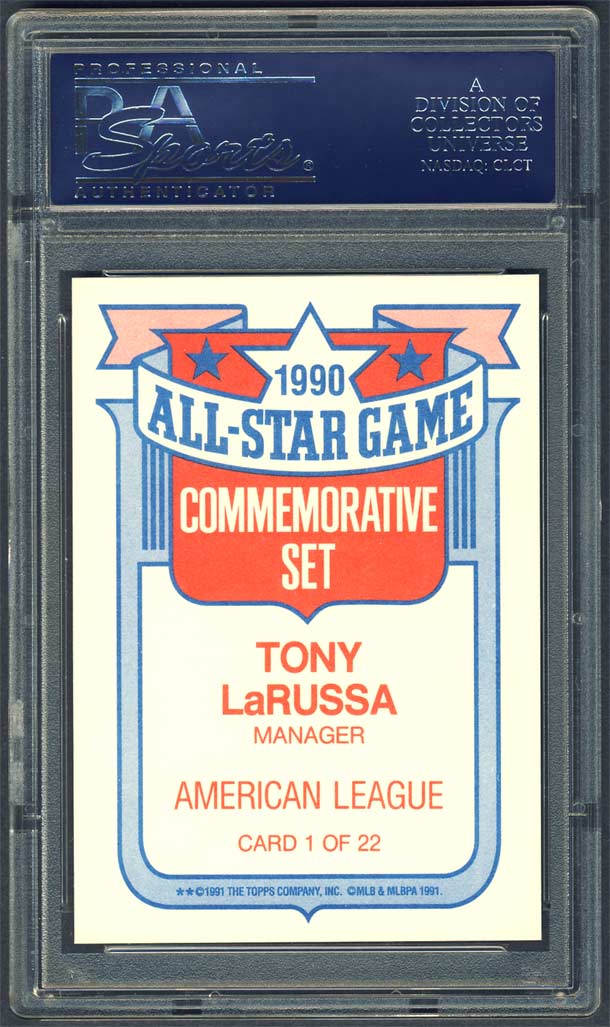 PROFESSIONAL
PSA
Sports®
AUTHENTICATOR
A
DIVISION OF
COLLECTORS
UNIVERSE
NASDAQ: CLCT
1990
ALL-STAR GAME
COMMEMORATIVE
SET
TONY
LaRUSSA
MANAGER
AMERICAN LEAGUE
CARD 1 OF 22
★★©1991 THE TOPPS COMPANY, INC. ©MLB & MLBPA 1991.